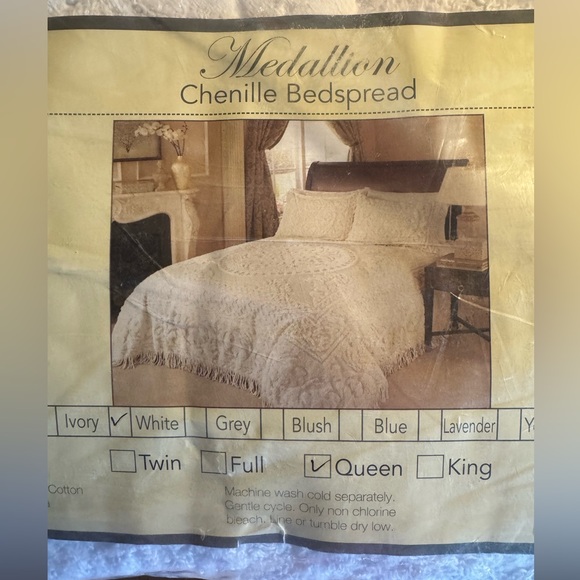 Medallion
Chenille Bedspread
Ivory ✓ White Grey Blush Blue Lavender Y
Twin Full ✓ Queen King
Cotton
Machine wash cold separately.
Gentle cycle. Only non chlorine
bleech. Line or tumble dry low.